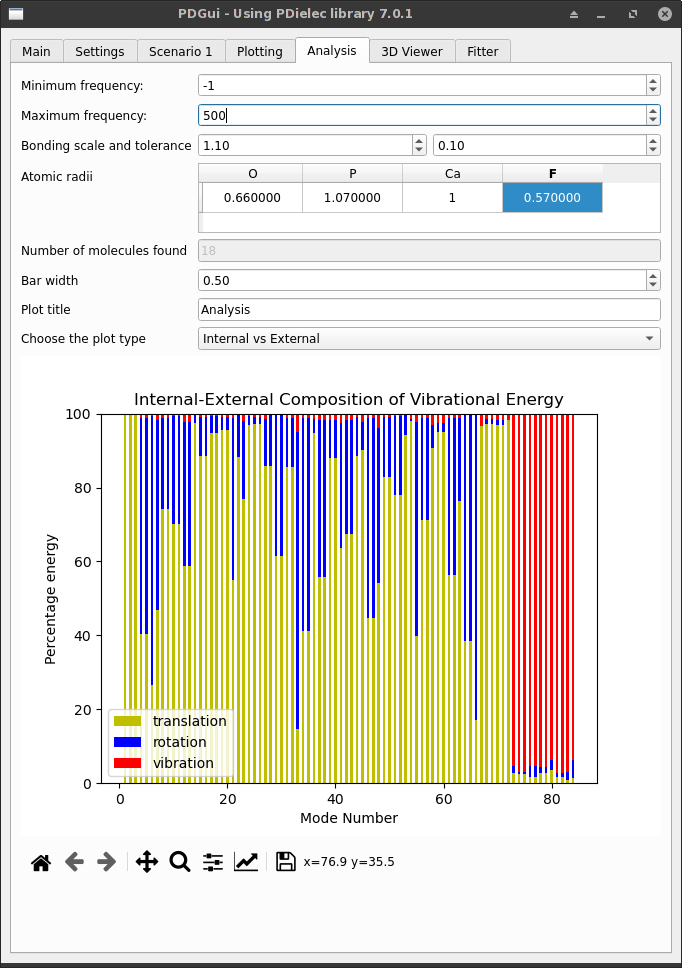 PDGui - Using PDielec library 7.0.1
Main Settings Scenario 1 Plotting Analysis 3D Viewer Fitter
Minimum frequency: -1
Maximum frequency: 500
Bonding scale and tolerance 1.10 0.10
Atomic radii O P Ca F
0.660000 1.070000 1 0.570000
Number of molecules found 18
Bar width 0.50
Plot title Analysis
Choose the plot type Internal vs External
Internal-External Composition of Vibrational Energy
100
80
60
40
20
0
Percentage energy
translation
rotation
vibration
0 20 40 60 80
Mode Number
x=76.9 y=35.5